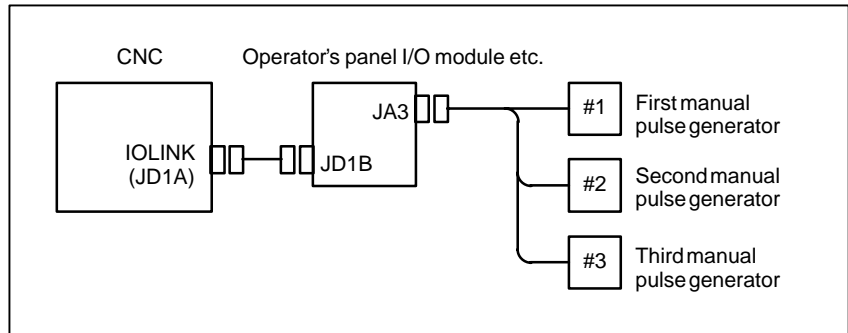 CNC
Operator's panel I/O module etc.
IOLINK
(JD1A)
JD1B
JA3
#1
First manual
pulse generator
#2
Second manual
pulse generator
#3
Third manual
pulse generator